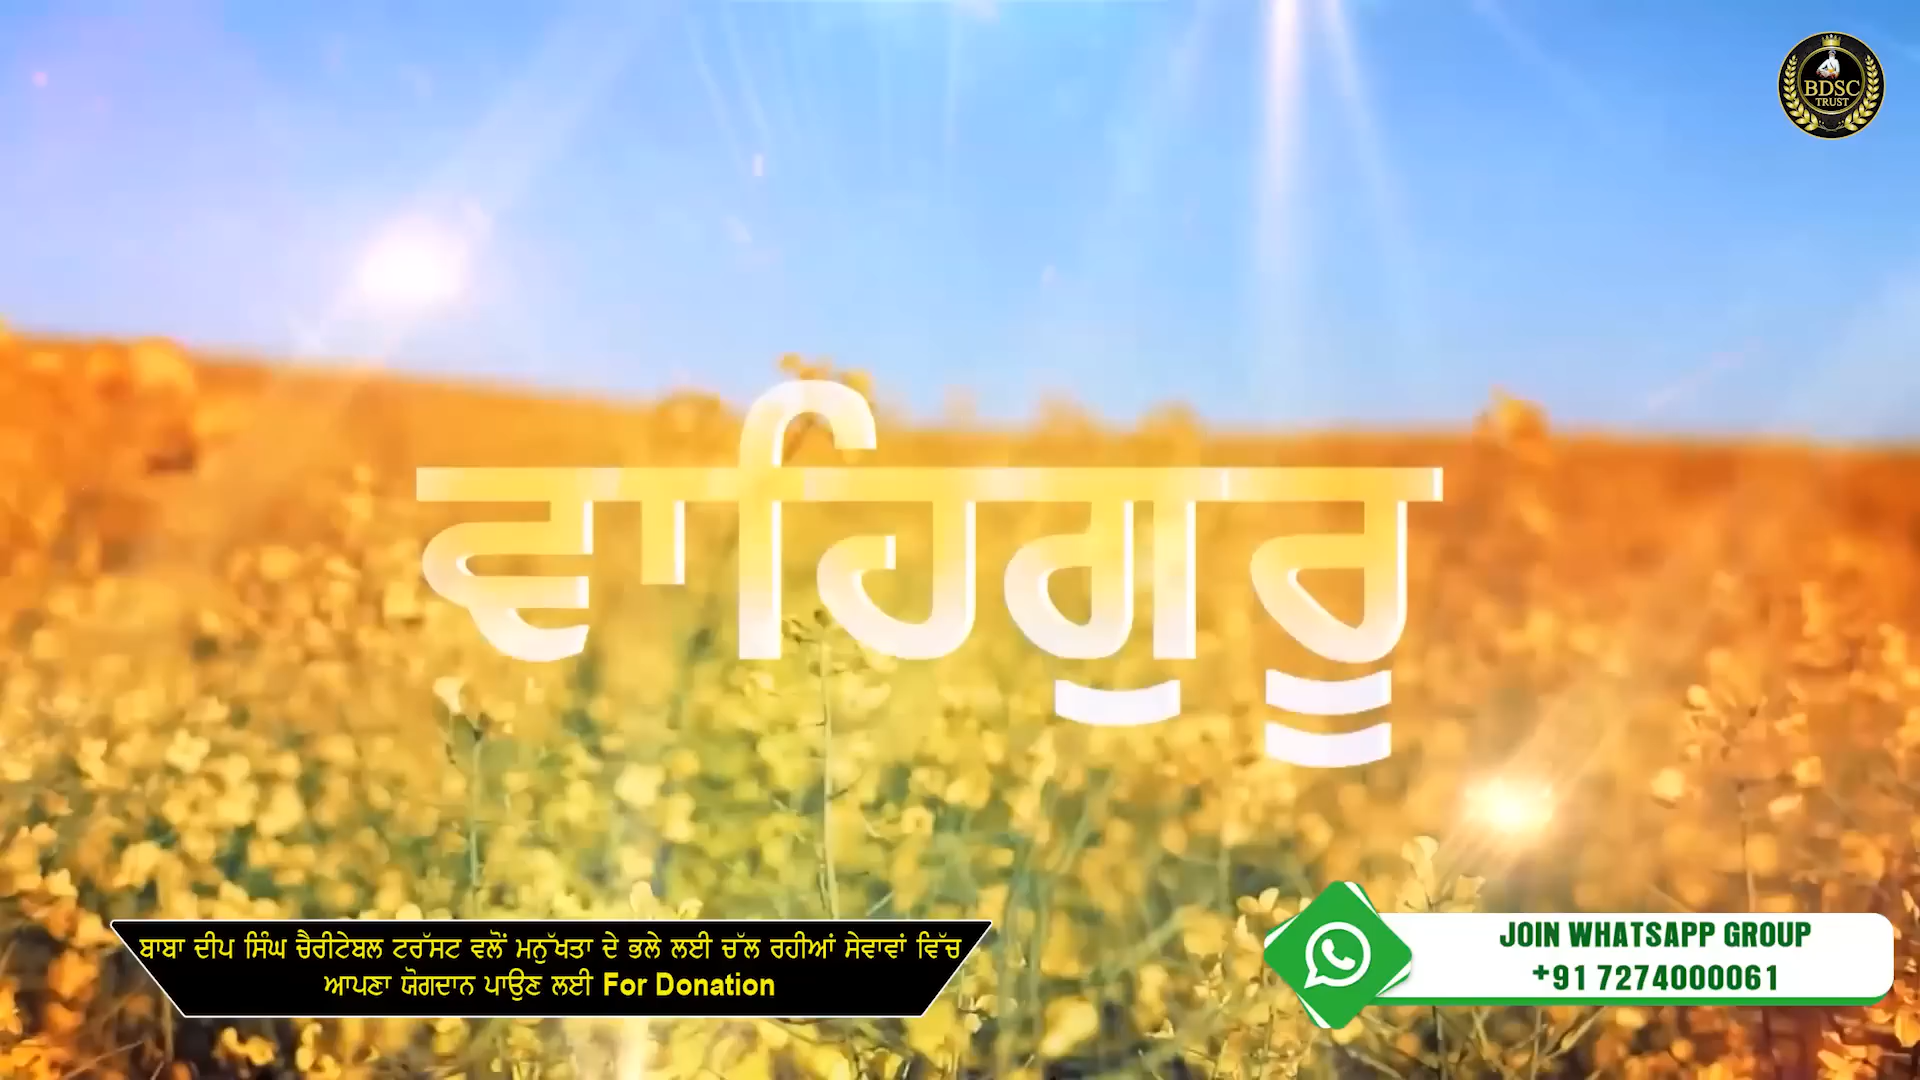 BDSC
TRUST
ਵਾਹਿਗੁਰੂ
ਬਾਬਾ ਦੀਪ ਸਿੰਘ ਚੈਰੀਟੇਬਲ ਟਰੱਸਟ ਵਲੋਂ ਮਨੁੱਖਤਾ ਦੇ ਭਲੇ ਲਈ ਚੱਲ ਰਹੀਆਂ ਸੇਵਾਵਾਂ ਵਿੱਚ
ਆਪਣਾ ਯੋਗਦਾਨ ਪਾਉਣ ਲਈ For Donation
JOIN WHATSAPP GROUP
+91 7274000061